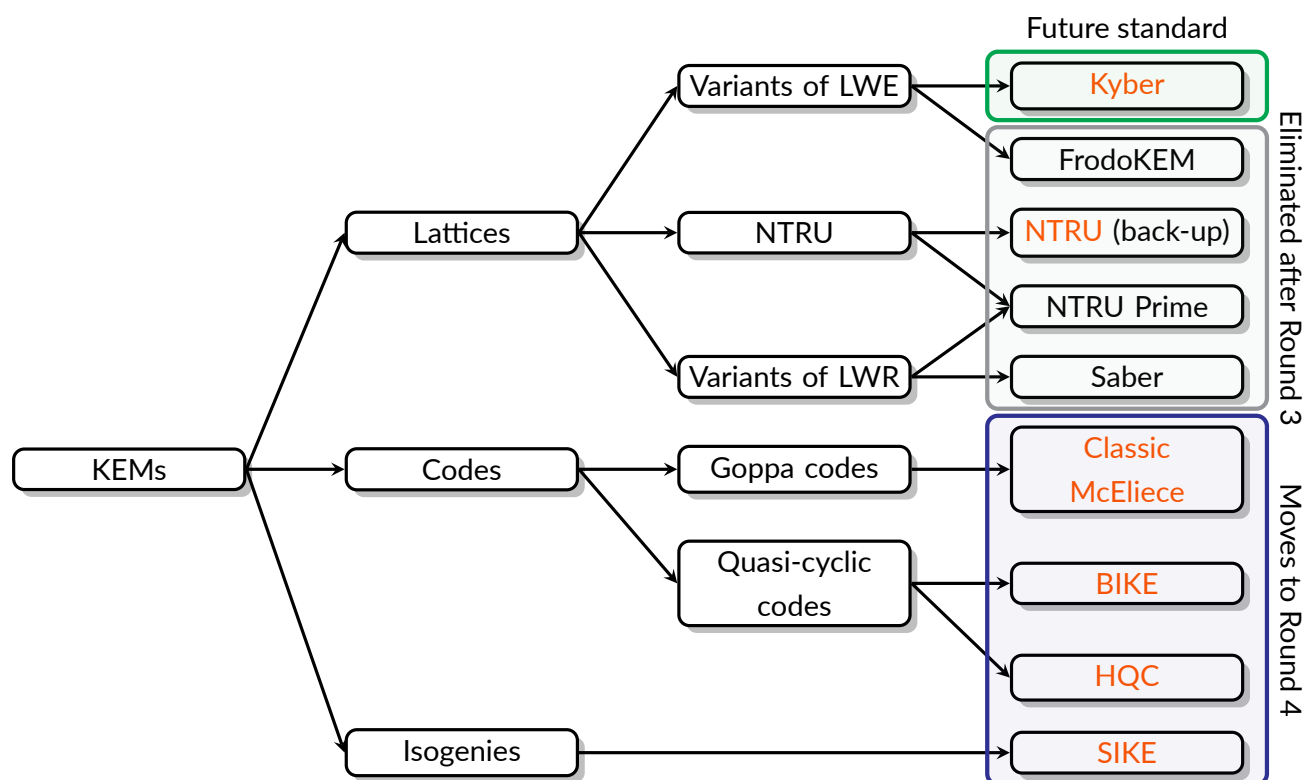 Future standard
Variants of LWE
Kyber
FrodoKEM
Lattices
NTRU
NTRU (back-up)
NTRU Prime
Variants of LWR
Saber
Eliminated after Round 3
KEMs
Codes
Goppa codes
Classic
McEliece
Quasi-cyclic
codes
BIKE
HQC
Isogenies
SIKE
Moves to Round 4